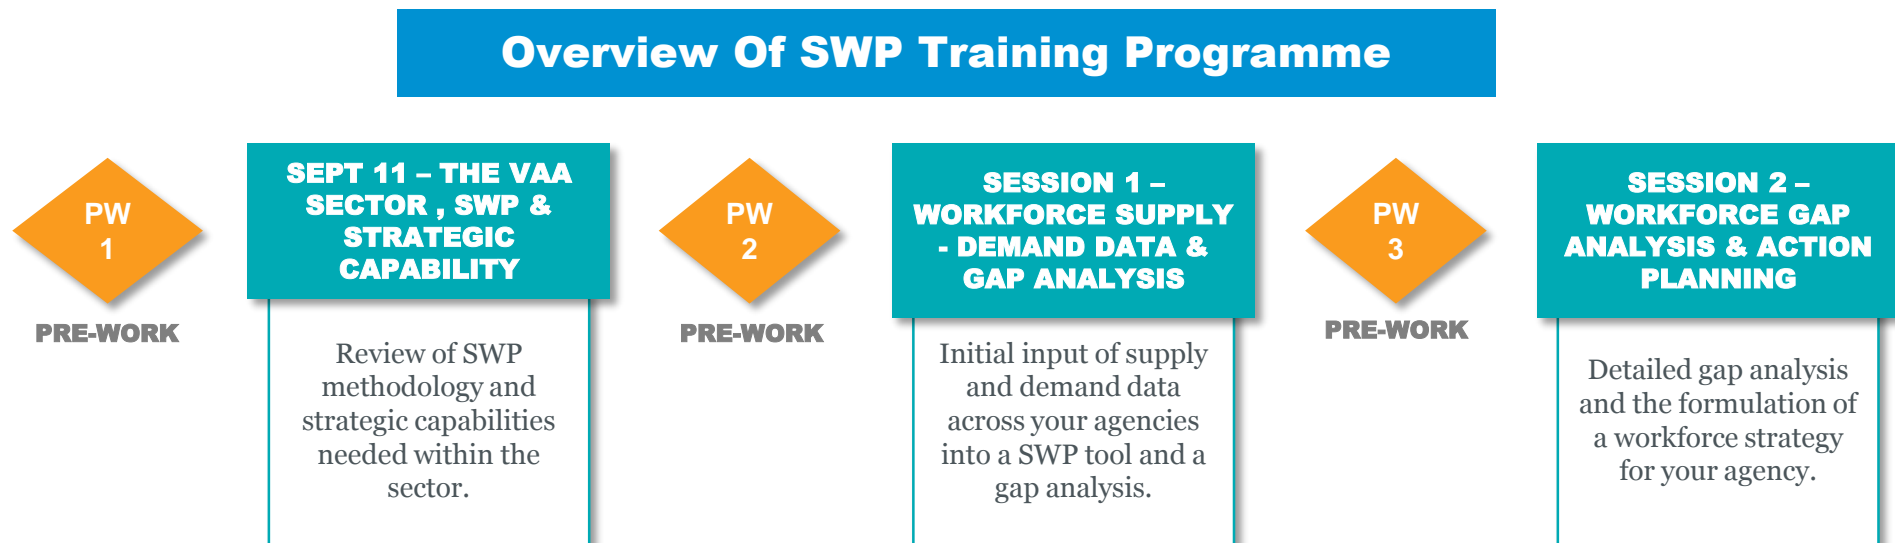 Overview Of SWP Training Programme
PW
1
PRE-WORK
SEPT 11 – THE VAA
SECTOR , SWP &
STRATEGIC
CAPABILITY
Review of SWP
methodology and
strategic capabilities
needed within the
sector.
PW
2
PRE-WORK
SESSION 1 –
WORKFORCE SUPPLY
- DEMAND DATA &
GAP ANALYSIS
Initial input of supply
and demand data
across your agencies
into a SWP tool and a
gap analysis.
PW
3
PRE-WORK
SESSION 2 –
WORKFORCE GAP
ANALYSIS & ACTION
PLANNING
Detailed gap analysis
and the formulation of
a workforce strategy
for your agency.